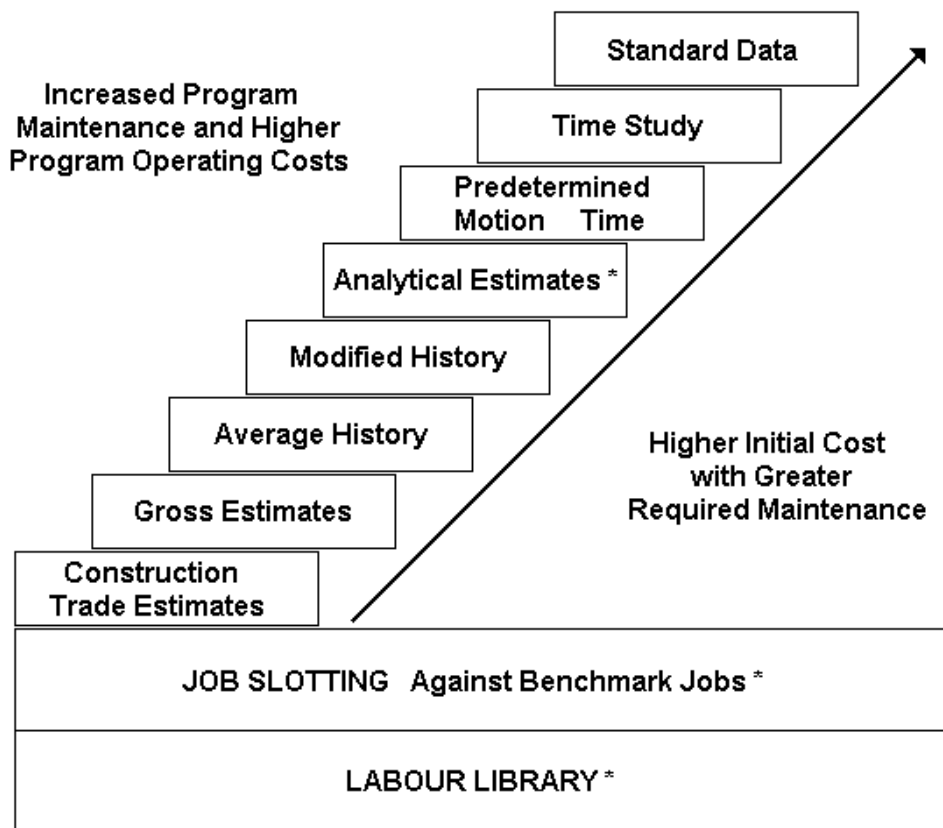 Standard Data
Increased Program
Maintenance and Higher
Program Operating Costs
Time Study
Predetermined
Motion Time
Analytical Estimates *
Modified History
Average History
Higher Initial Cost
with Greater
Required Maintenance
Gross Estimates
Construction
Trade Estimates
JOB SLOTTING Against Benchmark Jobs *
LABOUR LIBRARY *